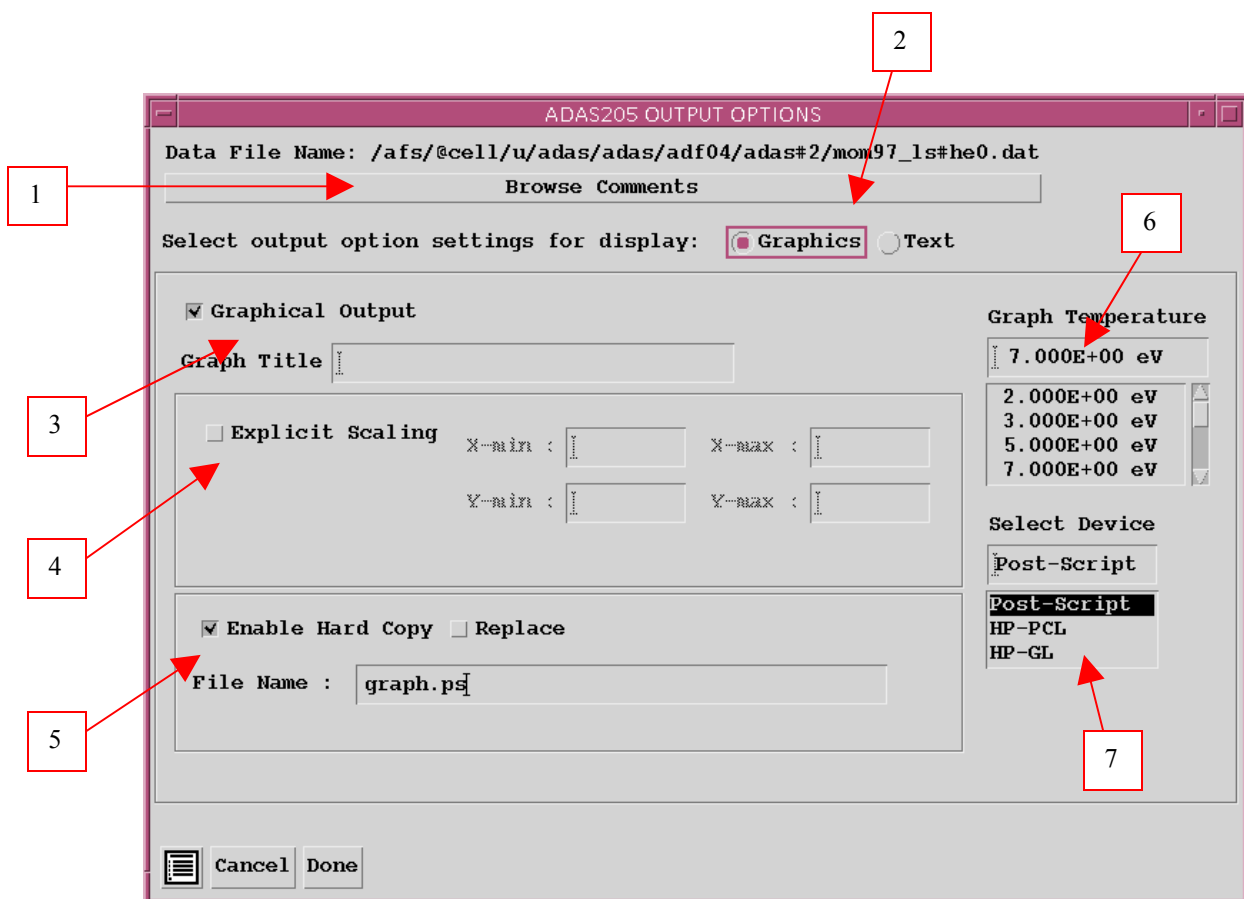 2
ADAS205 OUTPUT OPTIONS
Data File Name: /afs/@cell/u/adas/adas/adf04/adas#2/mom97_ls#he0.dat
1
Browse Comments
6
Select output option settings for display: Graphics Text
Graphical Output
Graph Temperature
Graph Title
7.000E+00 eV
3
2.000E+00 eV
3.000E+00 eV
5.000E+00 eV
7.000E+00 eV
Explicit Scaling X-min : X-max :
Y-min : Y-max :
4
Select Device
Post-Script
Post-Script
HP-PCL
HP-GL
Enable Hard Copy Replace
File Name : graph.ps
5
7
Cancel Done